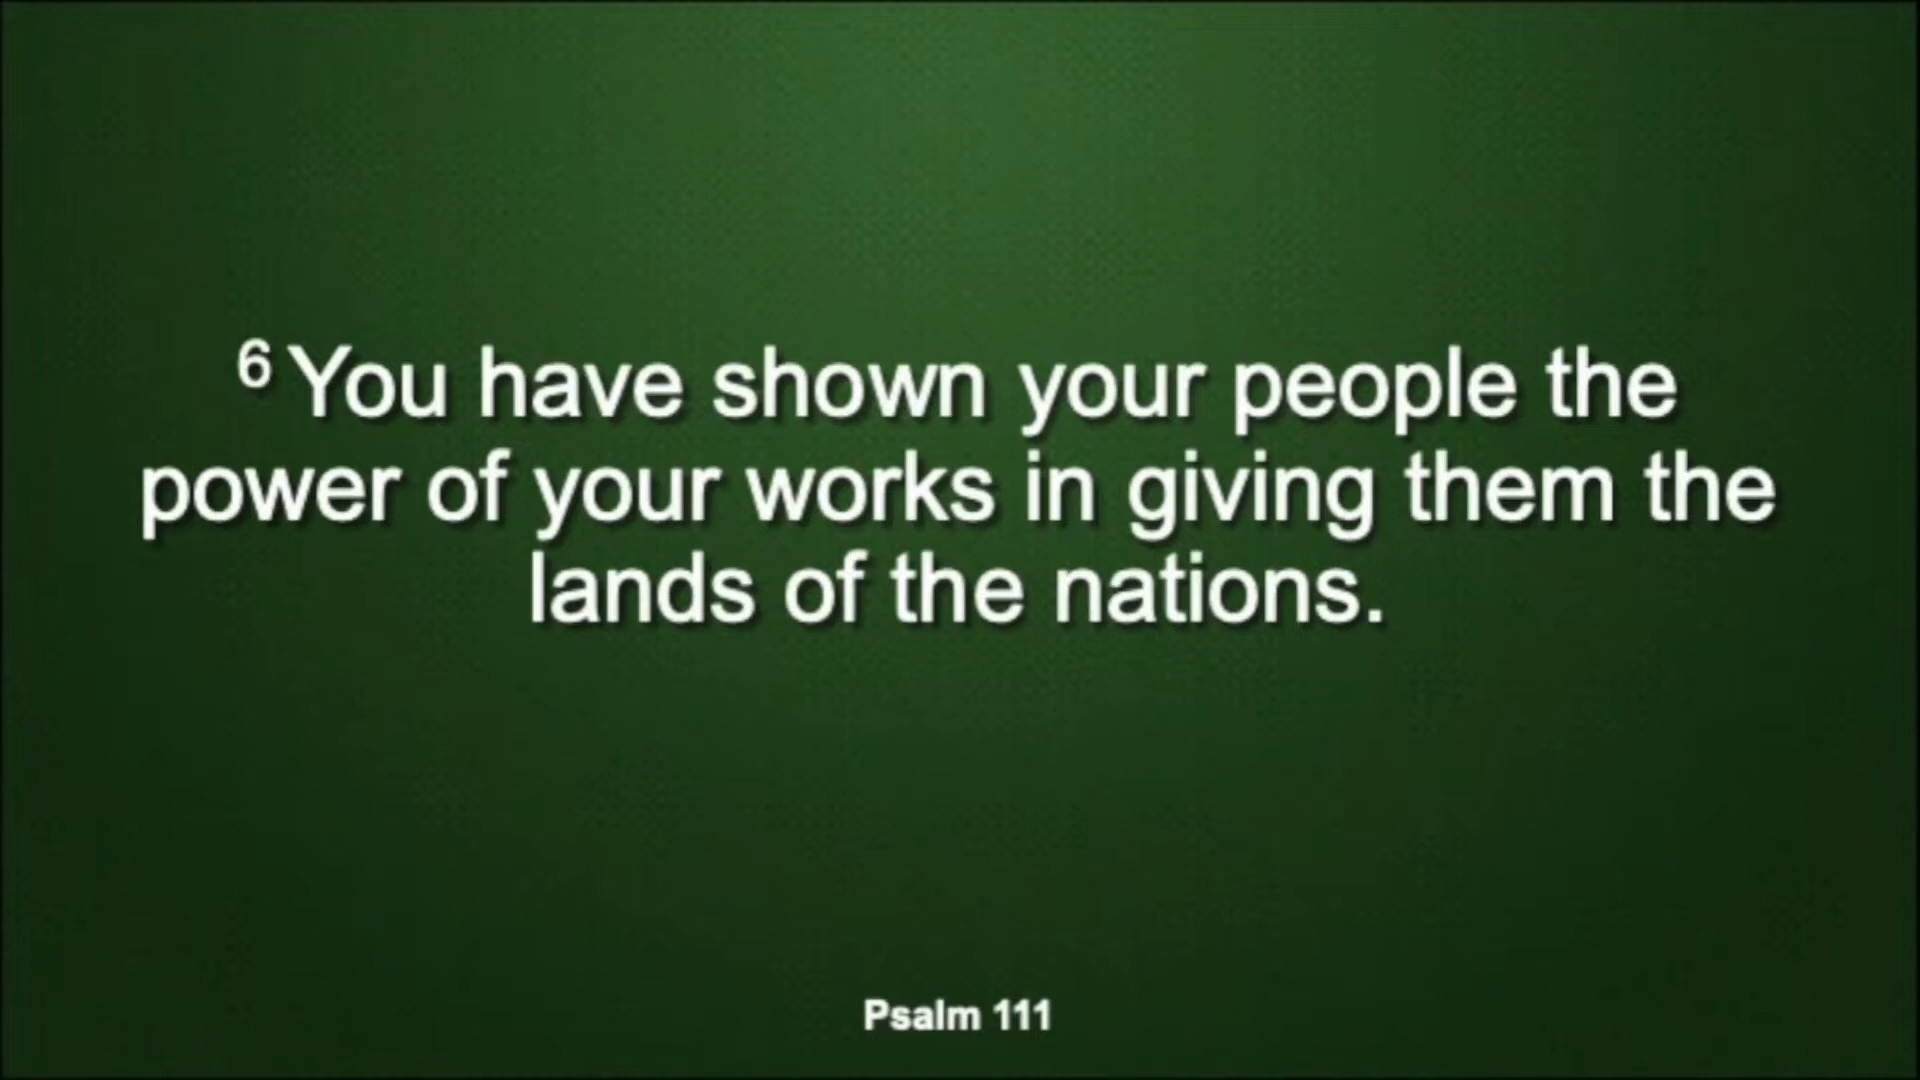 6 You have shown your people the
power of your works in giving them the
lands of the nations.
Psalm 111